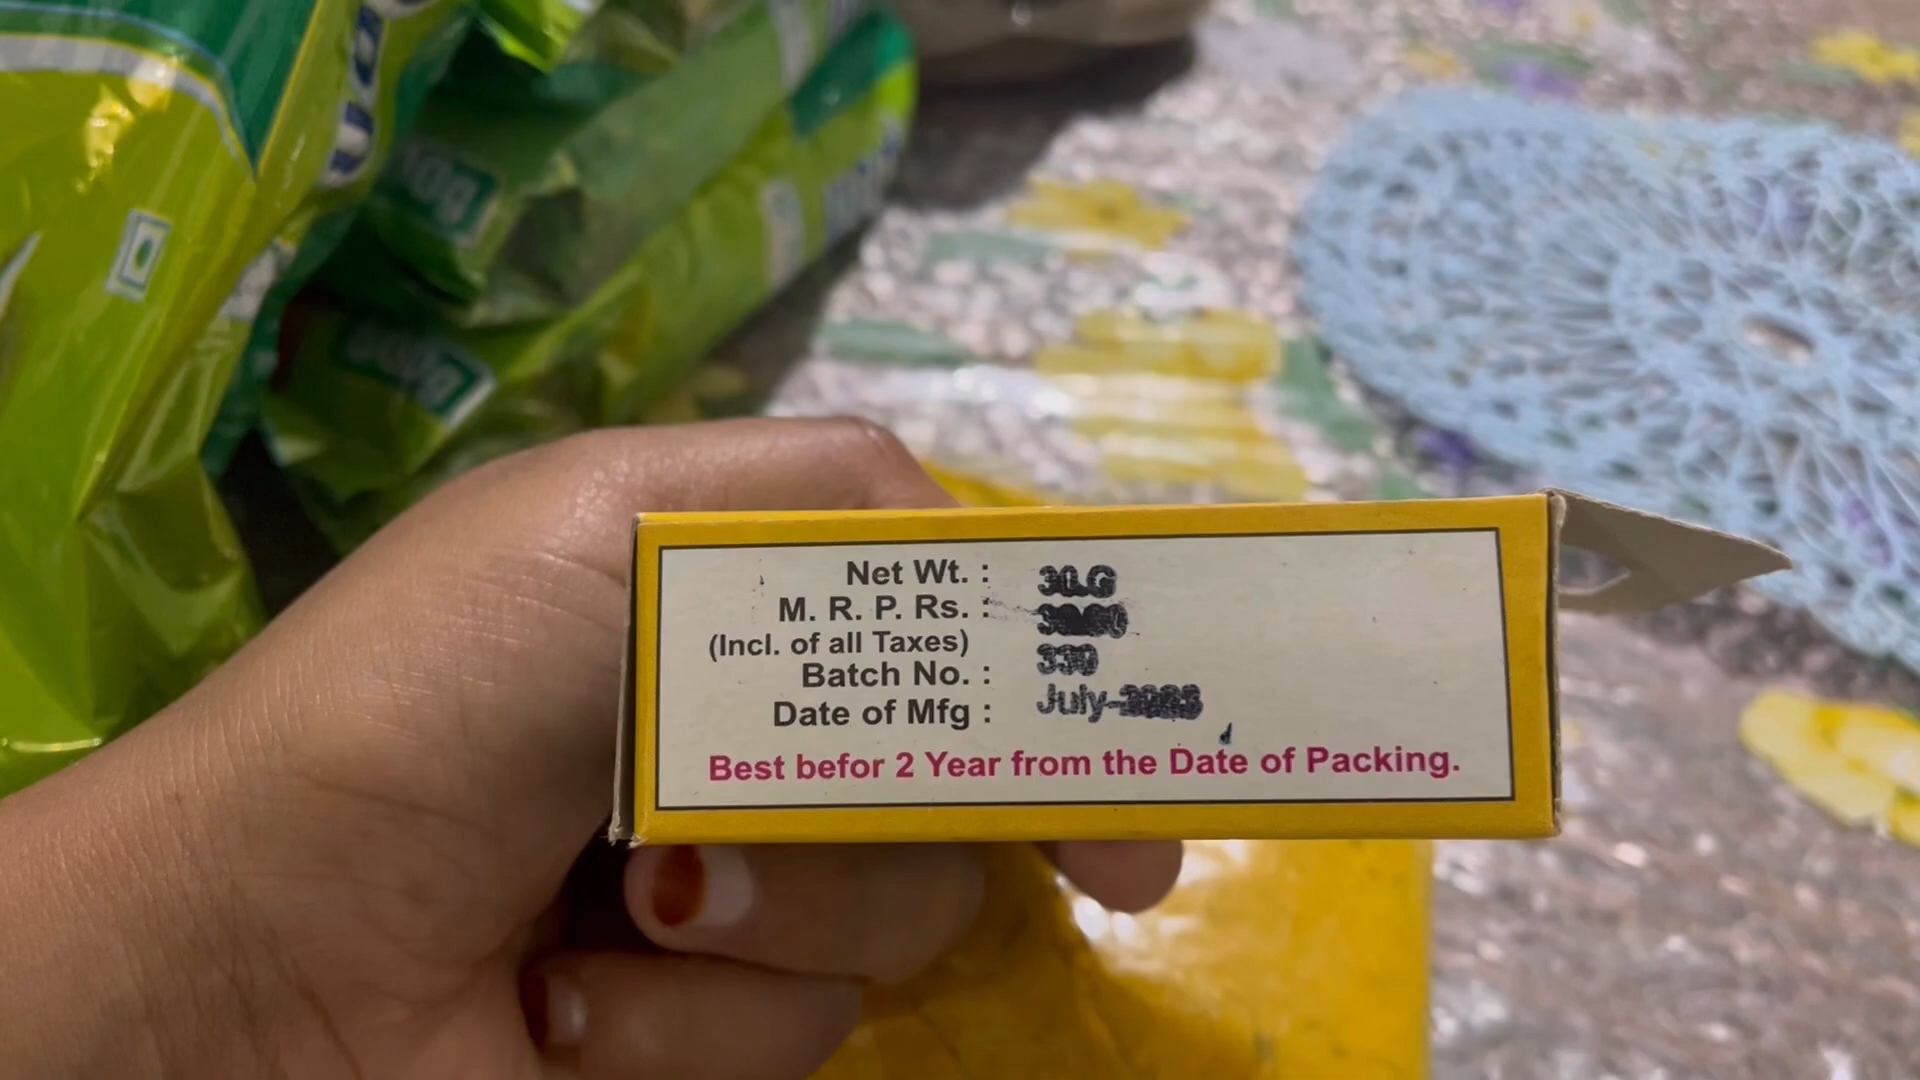 Net Wt. : 30.G
M. R. P. Rs. :
(Incl. of all Taxes)
Batch No. : 330
Date of Mfg : July-
Best befor 2 Year from the Date of Packing.